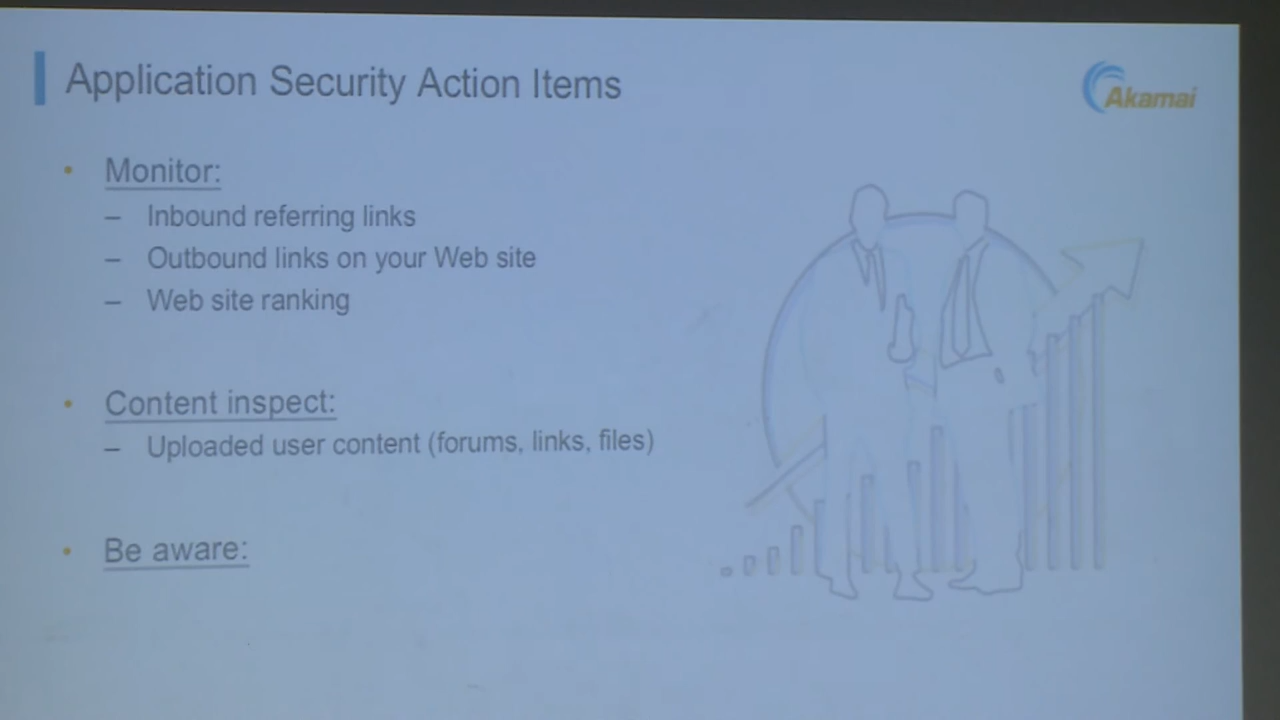 Application Security Action Items
Akamai
• Monitor:
– Inbound referring links
– Outbound links on your Web site
– Web site ranking
• Content inspect:
– Uploaded user content (forums, links, files)
• Be aware: